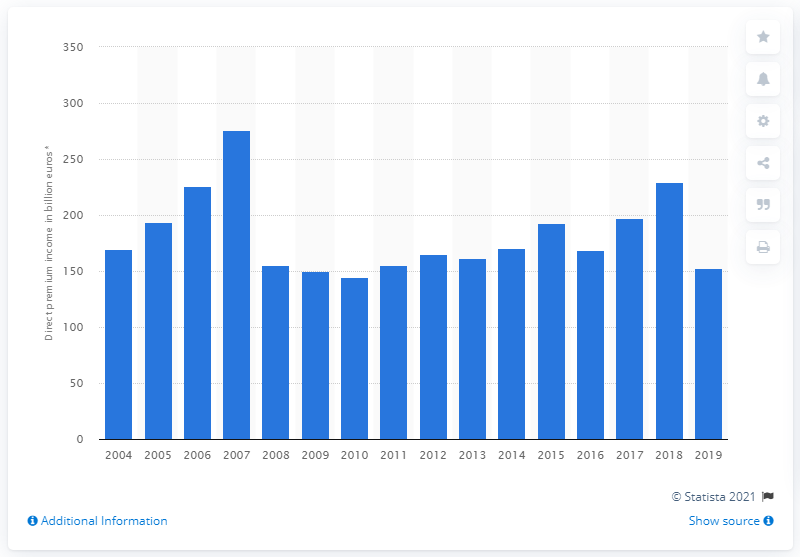 350
300
250
200
150
100
50
0
Direct premium income in billion euros*
2004 2005 2006 2007 2008 2009 2010 2011 2012 2013 2014 2015 2016 2017 2018 2019
© Statista 2021
Additional Information
Show source